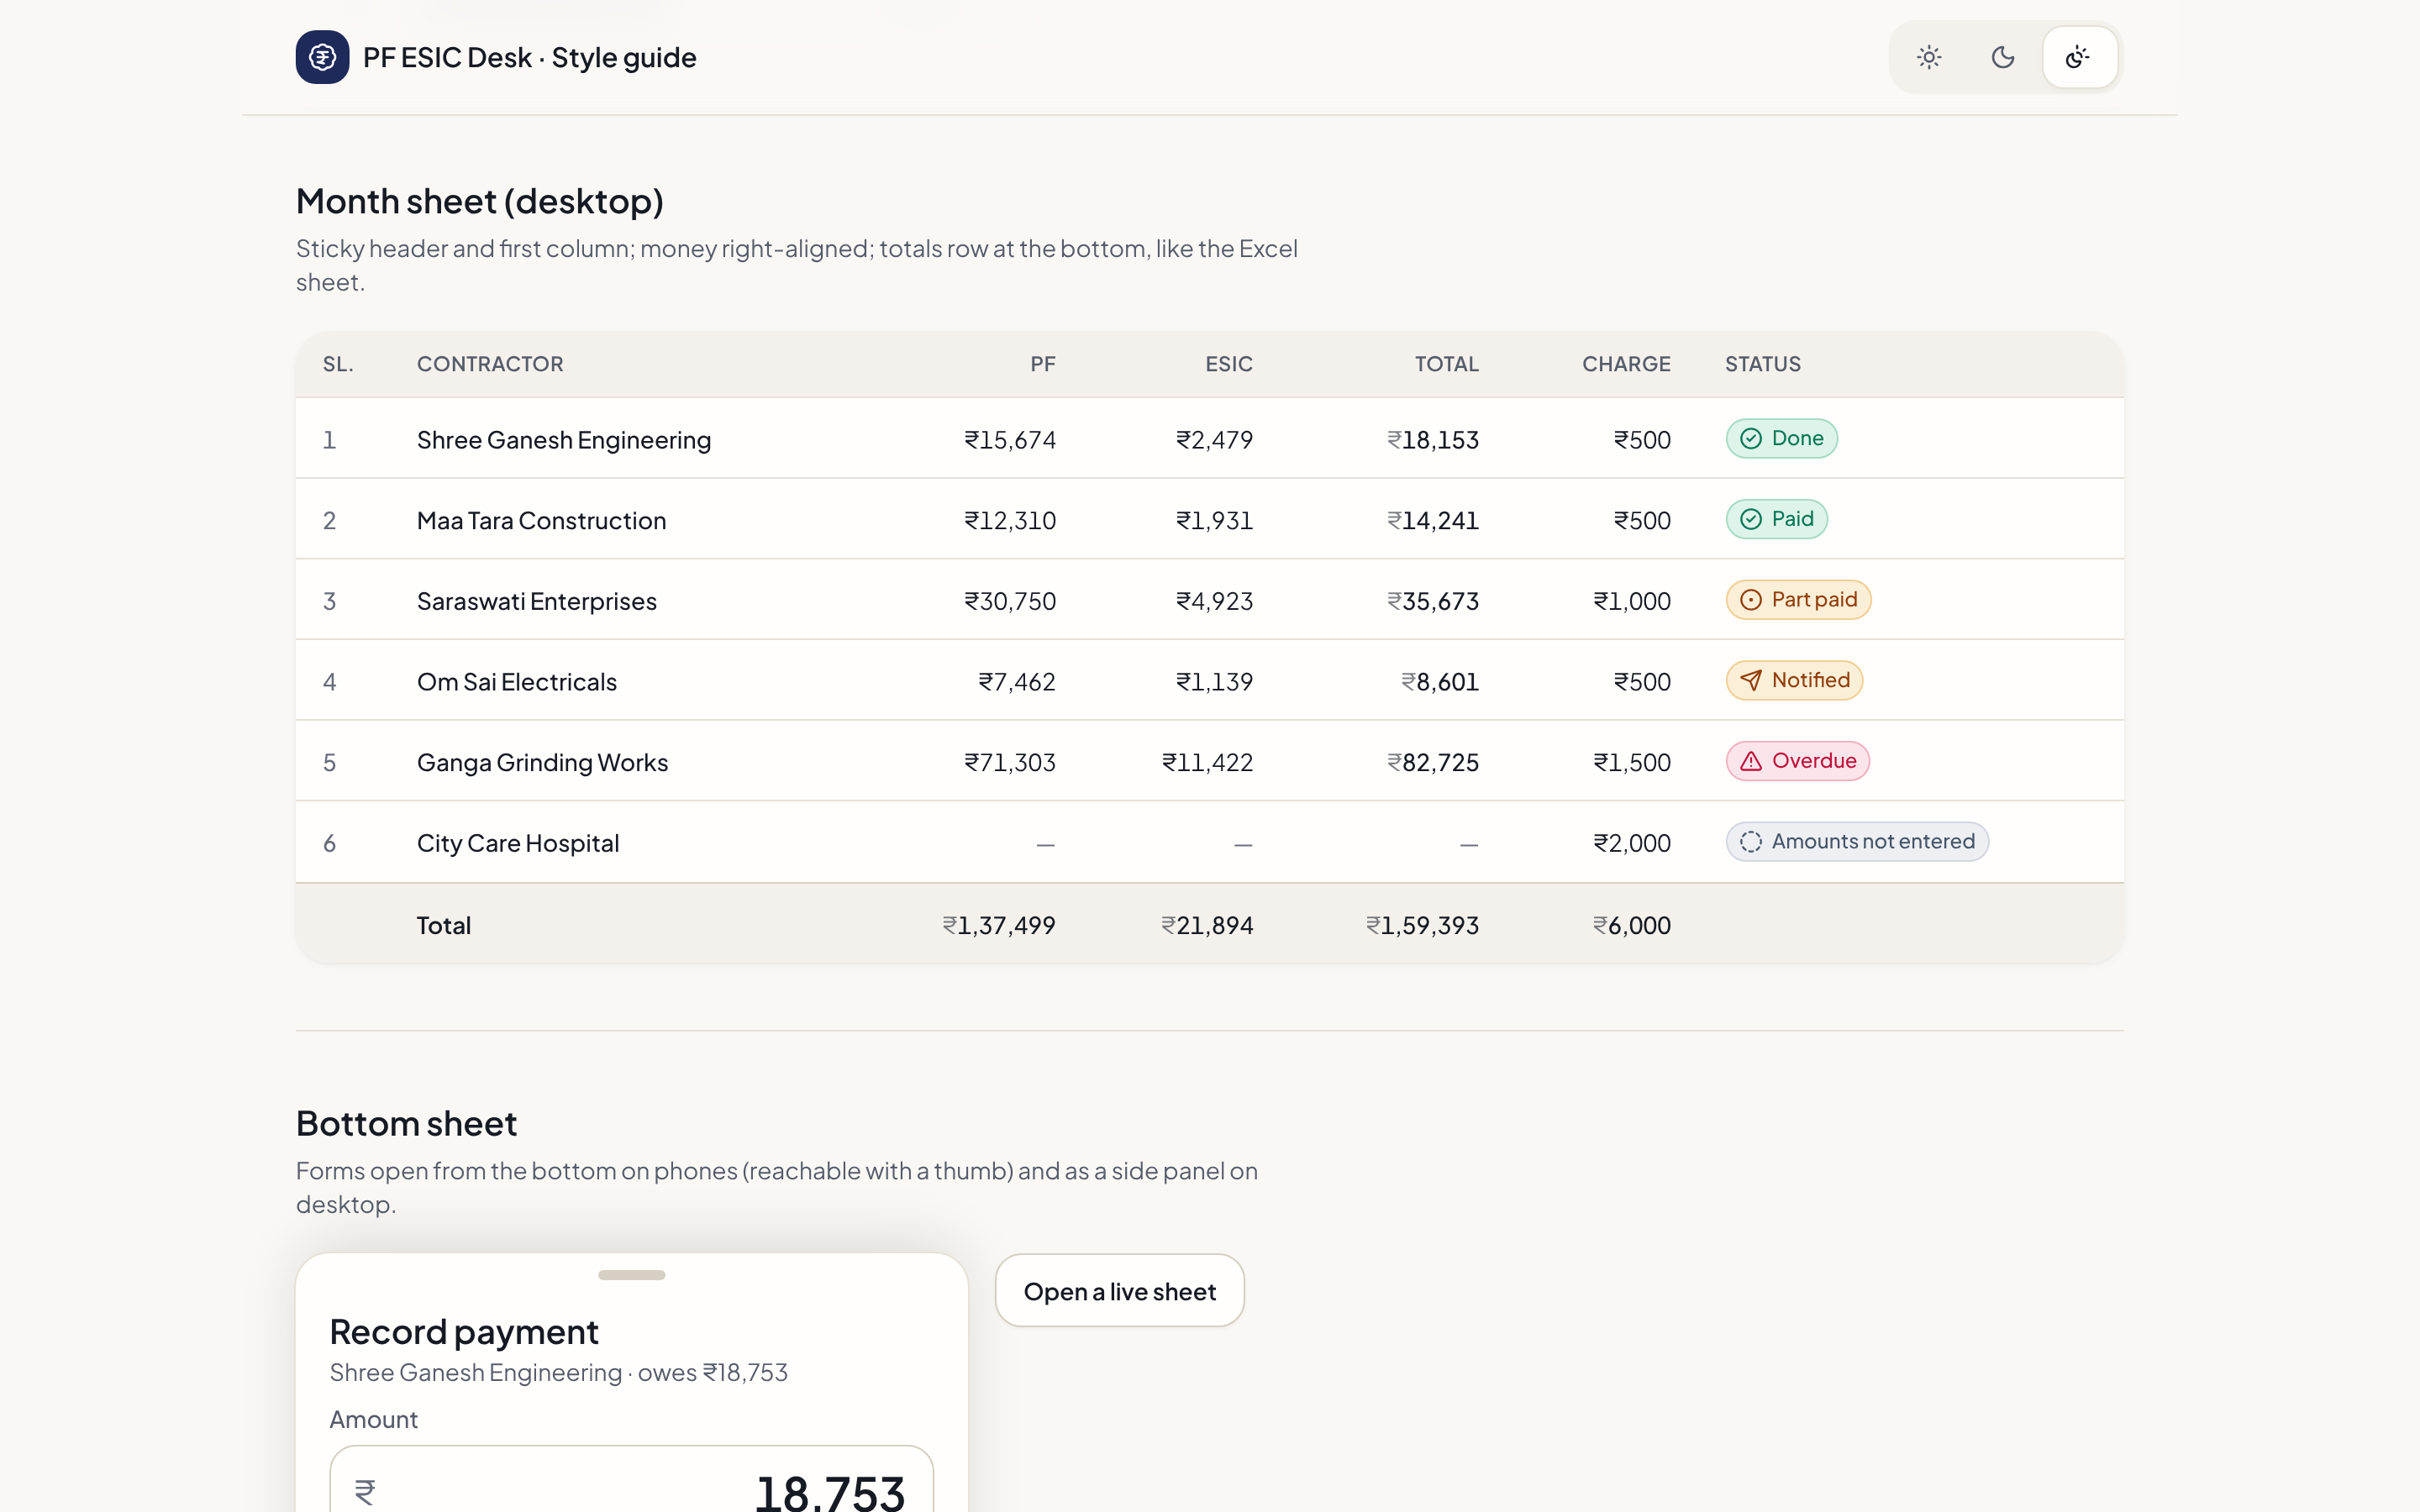 PF ESIC Desk · Style guide
Month sheet (desktop)
Sticky header and first column; money right-aligned; totals row at the bottom, like the Excel
sheet.
SL. CONTRACTOR PF ESIC TOTAL CHARGE STATUS
1 Shree Ganesh Engineering ₹15,674 ₹2,479 ₹18,153 ₹500 Done
2 Maa Tara Construction ₹12,310 ₹1,931 ₹14,241 ₹500 Paid
3 Saraswati Enterprises ₹30,750 ₹4,923 ₹35,673 ₹1,000 Part paid
4 Om Sai Electricals ₹7,462 ₹1,139 ₹8,601 ₹500 Notified
5 Ganga Grinding Works ₹71,303 ₹11,422 ₹82,725 ₹1,500 Overdue
6 City Care Hospital — — — ₹2,000 Amounts not entered
Total ₹1,37,499 ₹21,894 ₹1,59,393 ₹6,000
Bottom sheet
Forms open from the bottom on phones (reachable with a thumb) and as a side panel on
desktop.
Open a live sheet
Record payment
Shree Ganesh Engineering · owes ₹18,753
Amount
₹ 18,753